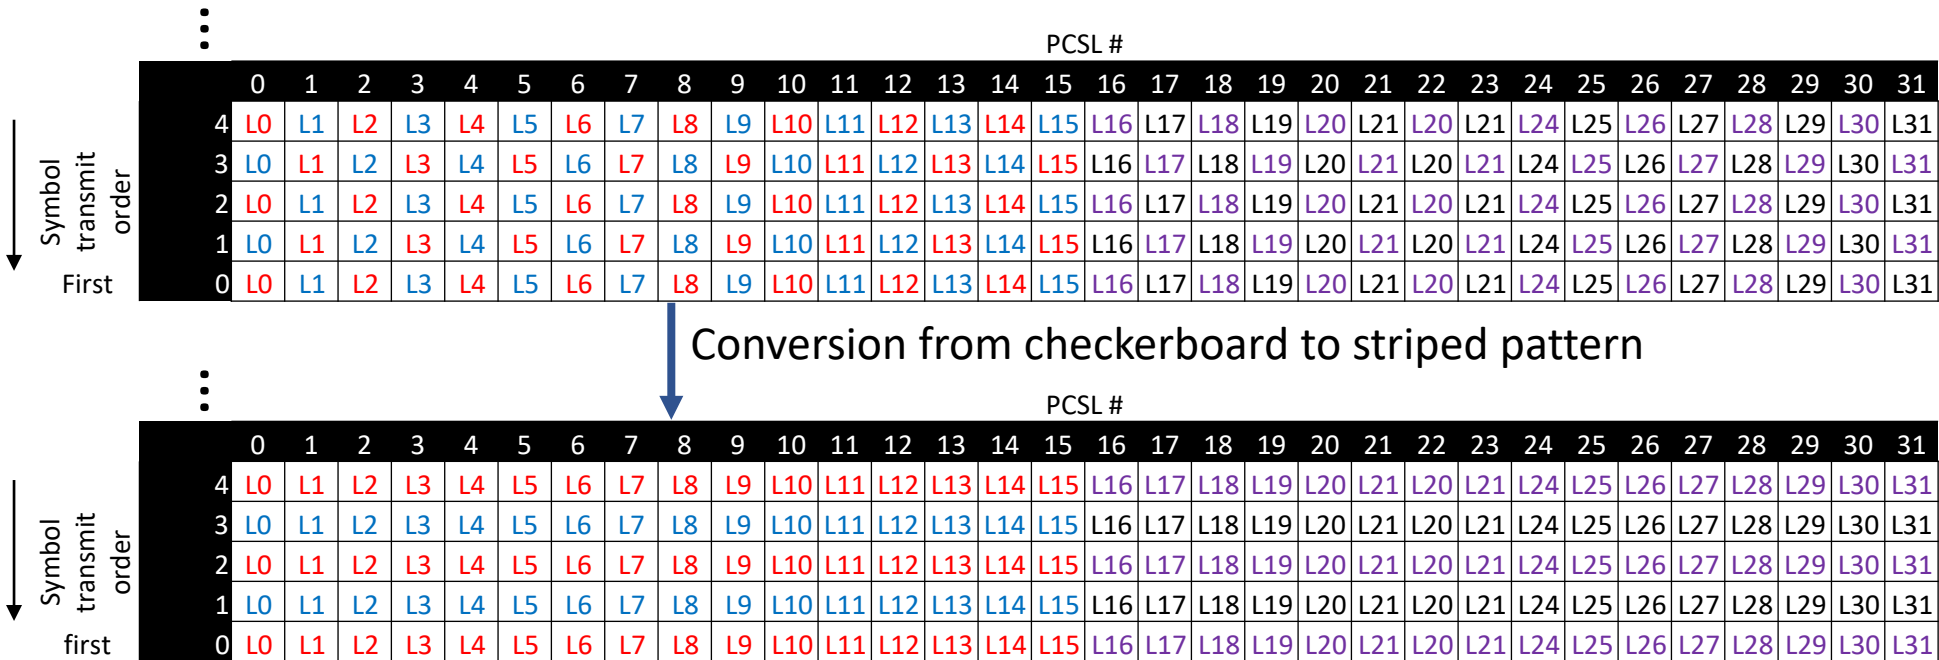 PCSL #
0 1 2 3 4 5 6 7 8 9 10 11 12 13 14 15 16 17 18 19 20 21 22 23 24 25 26 27 28 29 30 31
4 L0 L1 L2 L3 L4 L5 L6 L7 L8 L9 L10 L11 L12 L13 L14 L15 L16 L17 L18 L19 L20 L21 L20 L21 L24 L25 L26 L27 L28 L29 L30 L31
3 L0 L1 L2 L3 L4 L5 L6 L7 L8 L9 L10 L11 L12 L13 L14 L15 L16 L17 L18 L19 L20 L21 L20 L21 L24 L25 L26 L27 L28 L29 L30 L31
2 L0 L1 L2 L3 L4 L5 L6 L7 L8 L9 L10 L11 L12 L13 L14 L15 L16 L17 L18 L19 L20 L21 L20 L21 L24 L25 L26 L27 L28 L29 L30 L31
1 L0 L1 L2 L3 L4 L5 L6 L7 L8 L9 L10 L11 L12 L13 L14 L15 L16 L17 L18 L19 L20 L21 L20 L21 L24 L25 L26 L27 L28 L29 L30 L31
0 L0 L1 L2 L3 L4 L5 L6 L7 L8 L9 L10 L11 L12 L13 L14 L15 L16 L17 L18 L19 L20 L21 L20 L21 L24 L25 L26 L27 L28 L29 L30 L31
Symbol
transmit
order
First
Conversion from checkerboard to striped pattern
PCSL #
0 1 2 3 4 5 6 7 8 9 10 11 12 13 14 15 16 17 18 19 20 21 22 23 24 25 26 27 28 29 30 31
4 L0 L1 L2 L3 L4 L5 L6 L7 L8 L9 L10 L11 L12 L13 L14 L15 L16 L17 L18 L19 L20 L21 L20 L21 L24 L25 L26 L27 L28 L29 L30 L31
3 L0 L1 L2 L3 L4 L5 L6 L7 L8 L9 L10 L11 L12 L13 L14 L15 L16 L17 L18 L19 L20 L21 L20 L21 L24 L25 L26 L27 L28 L29 L30 L31
2 L0 L1 L2 L3 L4 L5 L6 L7 L8 L9 L10 L11 L12 L13 L14 L15 L16 L17 L18 L19 L20 L21 L20 L21 L24 L25 L26 L27 L28 L29 L30 L31
1 L0 L1 L2 L3 L4 L5 L6 L7 L8 L9 L10 L11 L12 L13 L14 L15 L16 L17 L18 L19 L20 L21 L20 L21 L24 L25 L26 L27 L28 L29 L30 L31
0 L0 L1 L2 L3 L4 L5 L6 L7 L8 L9 L10 L11 L12 L13 L14 L15 L16 L17 L18 L19 L20 L21 L20 L21 L24 L25 L26 L27 L28 L29 L30 L31
Symbol
transmit
order
first